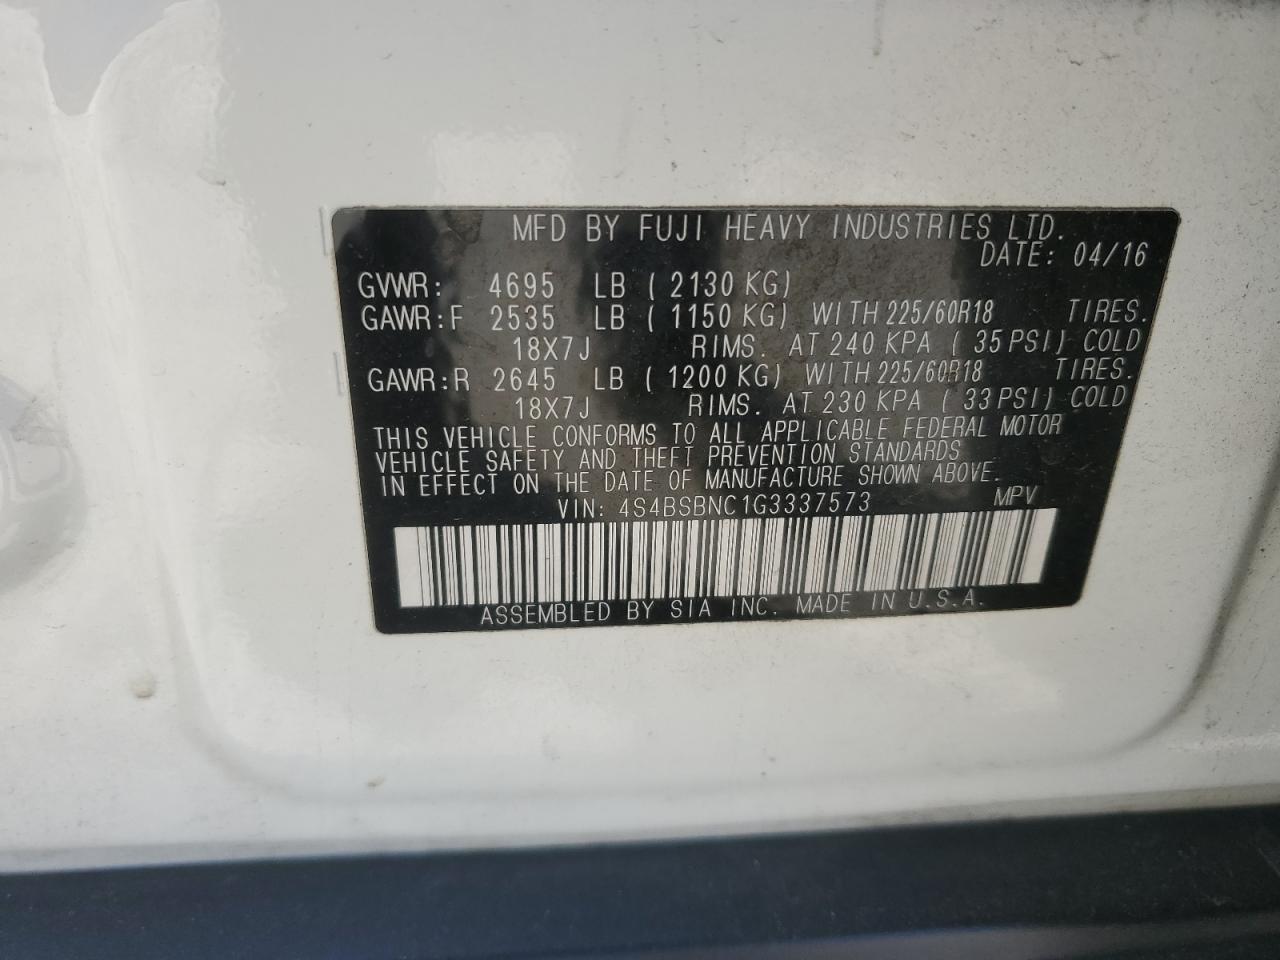 MFD BY FUJI HEAVY INDUSTRIES LTD.
DATE: 04/16
GVWR: 4695 LB ( 2130 KG)
GAWR:F 2535 LB ( 1150 KG) WITH 225/60R18 TIRES.
18X7J RIMS. AT 240 KPA ( 35 PSI) COLD
GAWR:R 2645 LB ( 1200 KG) WITH 225/60R18 TIRES.
18X7J RIMS. AT 230 KPA ( 33 PSI) COLD
THIS VEHICLE CONFORMS TO ALL APPLICABLE FEDERAL MOTOR
VEHICLE SAFETY AND THEFT PREVENTION STANDARDS
IN EFFECT ON THE DATE OF MANUFACTURE SHOWN ABOVE.
VIN: 4S4BSBNC1G3337573 MPV
ASSEMBLED BY SIA INC. MADE IN U.S.A.